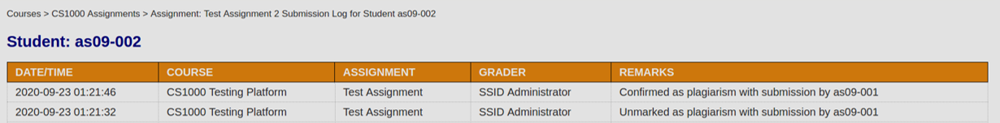 Courses > CS1000 Assignments > Assignment: Test Assignment 2 Submission Log for Student as09-002
Student: as09-002
DATE/TIME COURSE ASSIGNMENT GRADER REMARKS
2020-09-23 01:21:46 CS1000 Testing Platform Test Assignment SSID Administrator Confirmed as plagiarism with submission by as09-001
2020-09-23 01:21:32 CS1000 Testing Platform Test Assignment SSID Administrator Unmarked as plagiarism with submission by as09-001